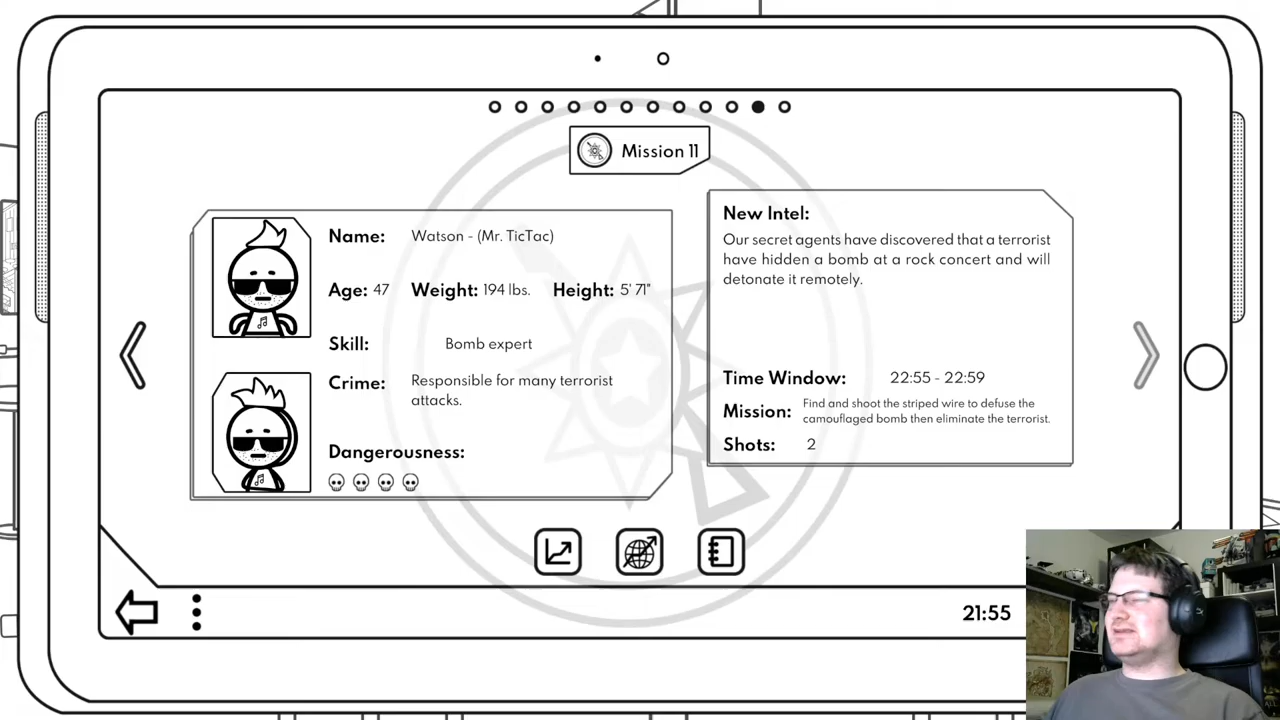 Mission 11
Name: Watson - (Mr. TicTac)
Age: 47 Weight: 194 lbs. Height: 5' 71"
Skill: Bomb expert
Crime: Responsible for many terrorist
attacks.
Dangerousness:
New Intel:
Our secret agents have discovered that a terrorist
have hidden a bomb at a rock concert and will
detonate it remotely.
Time Window: 22:55 - 22:59
Mission: Find and shoot the striped wire to defuse the
camouflaged bomb then eliminate the terrorist.
Shots: 2
21:55